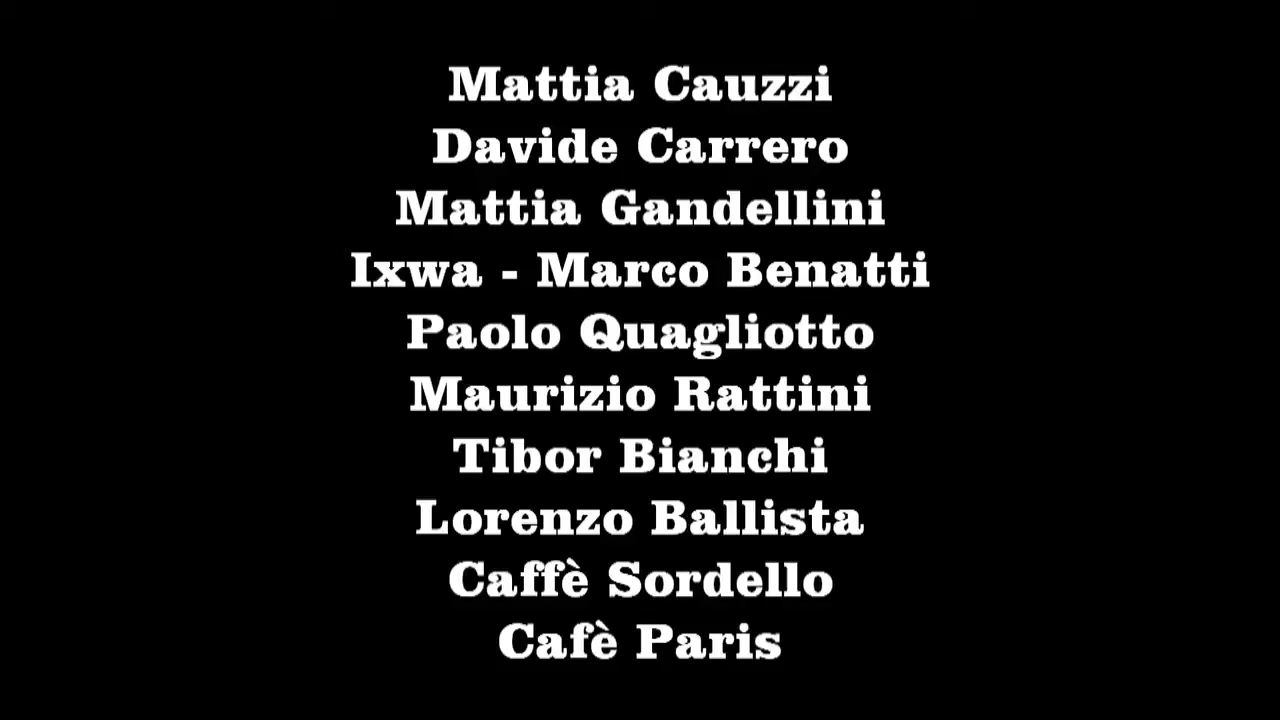 Mattia Cauzzi
Davide Carrero
Mattia Gandellini
Ixwa - Marco Benatti
Paolo Quagliotto
Maurizio Rattini
Tibor Bianchi
Lorenzo Ballista
Caffè Sordello
Cafè Paris